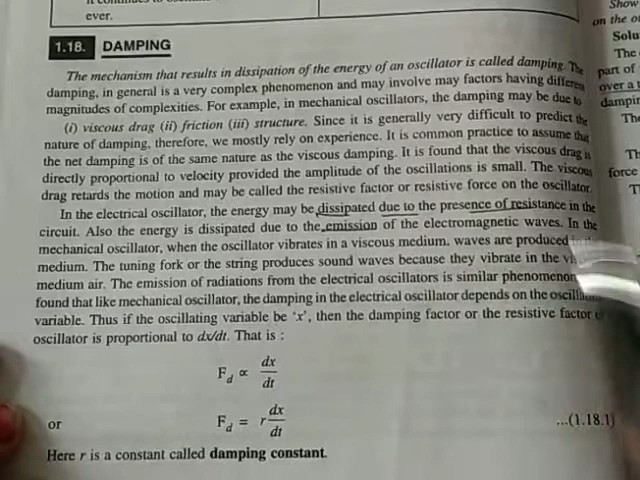 ever.
Show
on the o
1.18. DAMPING
Solu
The mechanism that results in dissipation of the energy of an oscillator is called damping. The
The
damping, in general is a very complex phenomenon and may involve may factors having different
part of
magnitudes of complexities. For example, in mechanical oscillators, the damping may be due to
over a
(i) viscous drag (ii) friction (iii) structure. Since it is generally very difficult to predict the
dampin
nature of damping, therefore, we mostly rely on experience. It is common practice to assume that
The
the net damping is of the same nature as the viscous damping. It is found that the viscous drag is
directly proportional to velocity provided the amplitude of the oscillations is small. The viscous
force
drag retards the motion and may be called the resistive factor or resistive force on the oscillator.
In the electrical oscillator, the energy may be dissipated due to the presence of resistance in the
circuit. Also the energy is dissipated due to the emission of the electromagnetic waves. In the
mechanical oscillator, when the oscillator vibrates in a viscous medium. waves are produced
medium. The tuning fork or the string produces sound waves because they vibrate in the
medium air. The emission of radiations from the electrical oscillators is similar phenomenon
found that like mechanical oscillator, the damping in the electrical oscillator depends on the
variable. Thus if the oscillating variable be 'x', then the damping factor or the resistive factor
oscillator is proportional to dx/dt. That is :
F_d ∝ dx/dt
or F_d = r dx/dt ...(1.18.1)
Here r is a constant called damping constant.